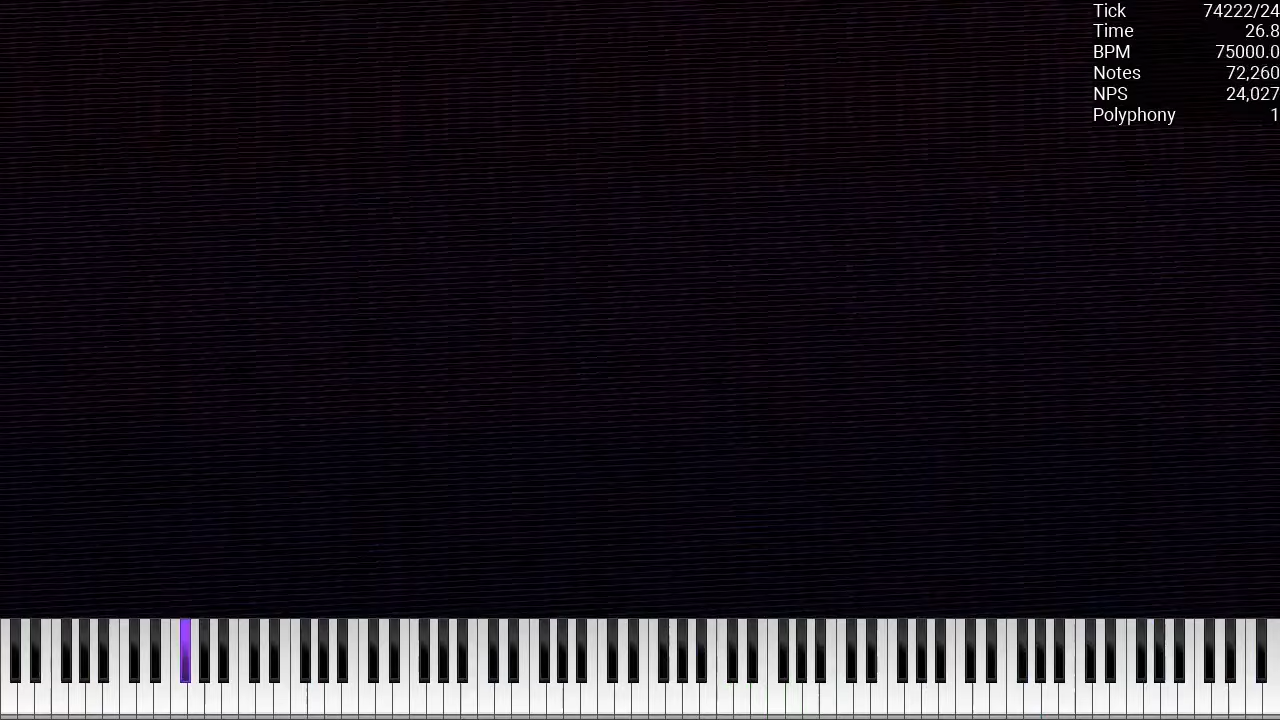 Tick 74222/24
Time 26.8
BPM 75000.0
Notes 72,260
NPS 24,027
Polyphony 1